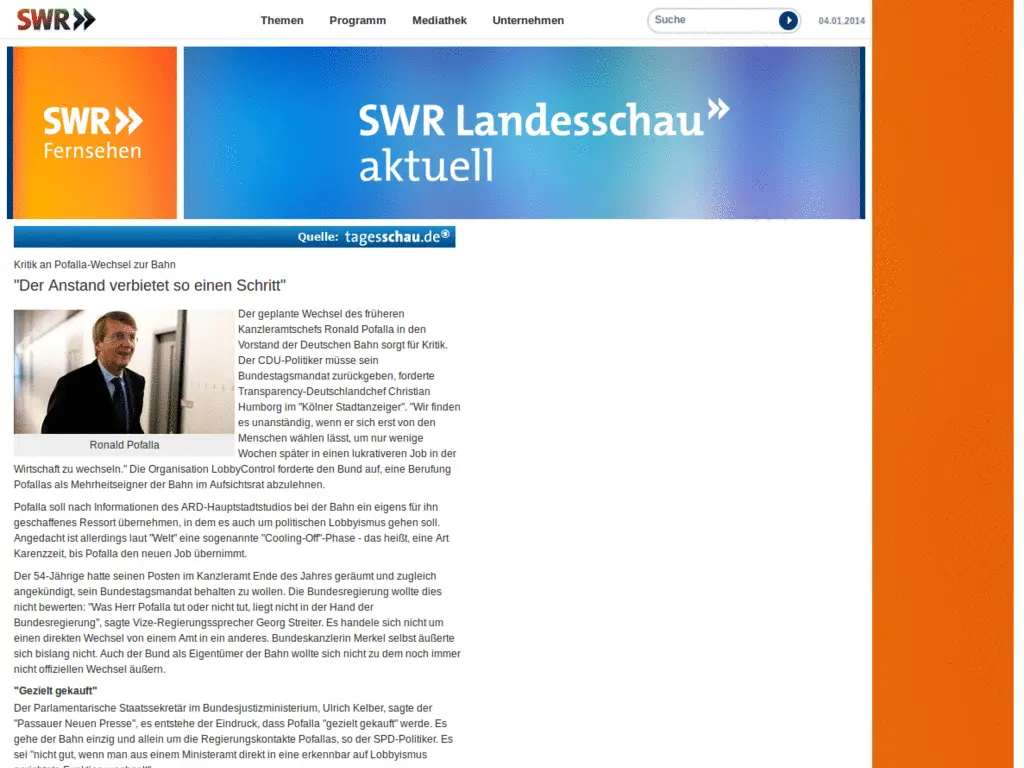 SWR
Themen
Programm
Mediathek
Unternehmen
Suche
04.01.2014
SWR
Fernsehen
SWR Landesschau
aktuell
Quelle: tagesschau.de
Kritik an Pofalla-Wechsel zur Bahn
"Der Anstand verbietet so einen Schritt"
Ronald Pofalla
Der geplante Wechsel des früheren
Kanzleramtschefs Ronald Pofalla in den
Vorstand der Deutschen Bahn sorgt für Kritik.
Der CDU-Politiker müsse sein
Bundestagsmandat zurückgeben, forderte
Transparency-Deutschlandchef Christian
Humborg im "Kölner Stadtanzeiger". "Wir finden
es unanständig, wenn er sich erst von den
Menschen wählen lässt, um nur wenige
Wochen später in einen lukrativeren Job in der
Wirtschaft zu wechseln." Die Organisation LobbyControl forderte den Bund auf, eine Berufung
Pofallas als Mehrheitseigner der Bahn im Aufsichtsrat abzulehnen.
Pofalla soll nach Informationen des ARD-Hauptstadtstudios bei der Bahn ein eigens für ihn
geschaffenes Ressort übernehmen, in dem es auch um politischen Lobbyismus gehen soll.
Angedacht ist allerdings laut "Welt" eine sogenannte "Cooling-Off"-Phase - das heißt, eine Art
Karenzzeit, bis Pofalla den neuen Job übernimmt.
Der 54-Jährige hatte seinen Posten im Kanzleramt Ende des Jahres geräumt und zugleich
angekündigt, sein Bundestagsmandat behalten zu wollen. Die Bundesregierung wollte dies
nicht bewerten: "Was Herr Pofalla tut oder nicht tut, liegt nicht in der Hand der
Bundesregierung", sagte Vize-Regierungssprecher Georg Streiter. Es handele sich nicht um
einen direkten Wechsel von einem Amt in ein anderes. Bundeskanzlerin Merkel selbst äußerte
sich bislang nicht. Auch der Bund als Eigentümer der Bahn wollte sich nicht zu dem noch immer
nicht offiziellen Wechsel äußern.
"Gezielt gekauft"
Der Parlamentarische Staatssekretär im Bundesjustizministerium, Ulrich Kelber, sagte der
"Passauer Neuen Presse", es entstehe der Eindruck, dass Pofalla "gezielt gekauft" werde. Es
gehe der Bahn einzig und allein um die Regierungskontakte Pofallas, so der SPD-Politiker. Es
sei "nicht gut, wenn man aus einem Ministeramt direkt in eine erkennbar auf Lobbyismus